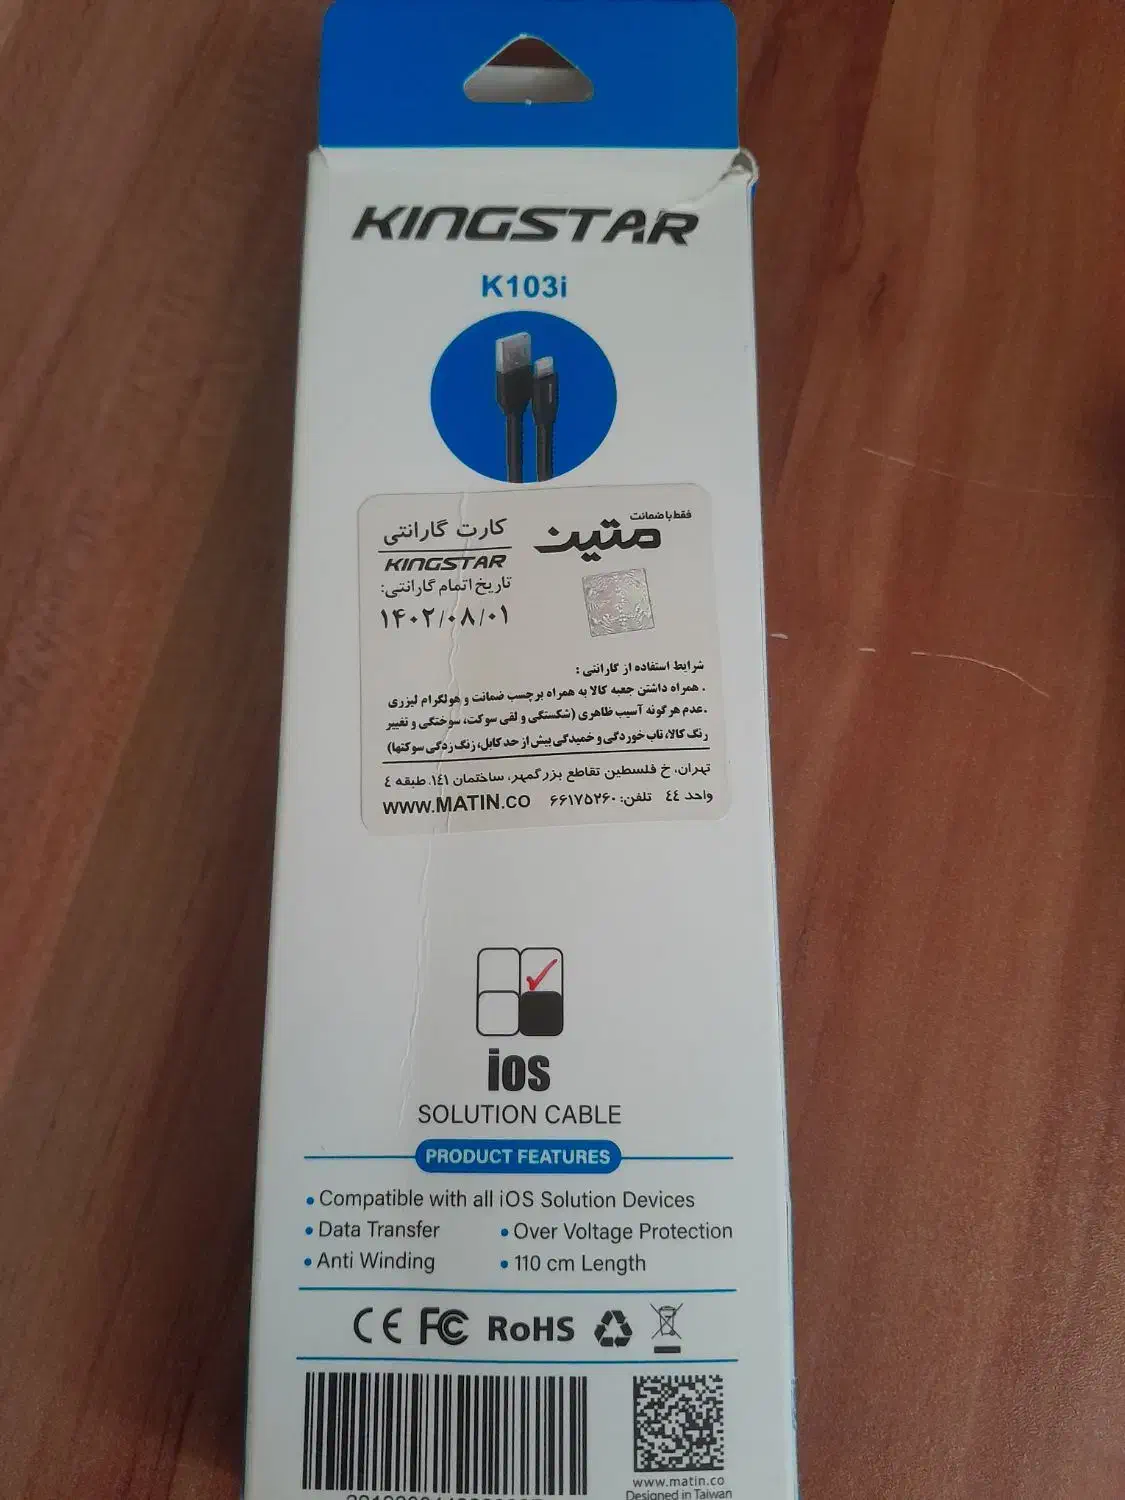 KINGSTAR
K103i
فقط با ضمانت
متین
کارت گارانتی
KINGSTAR
تاریخ اتمام گارانتی:
۱۴۰۲/۰۸/۰۱
شرایط استفاده از گارانتی :
. همراه داشتن جعبه کالا به همراه برچسب ضمانت و هولگرام لیزری
.عدم هرگونه آسیب ظاهری (شکستگی و لقی سوکت، سوختگی و تغییر
رنگ کالا، تاب خوردگی و خمیدگی بیش از حد کابل، زنگ زدگی سوکتها)
تهران، خ فلسطین تقاطع بزرگمهر، ساختمان ١٤١، طبقه ٤
واحد ٤٤ تلفن: ۶۶۱۷۵۲۶۰ www.MATIN.co
ios
SOLUTION CABLE
PRODUCT FEATURES
• Compatible with all iOS Solution Devices
• Data Transfer • Over Voltage Protection
• Anti Winding • 110 cm Length
CE FC RoHS
www.matin.co
Designed in Taiwan